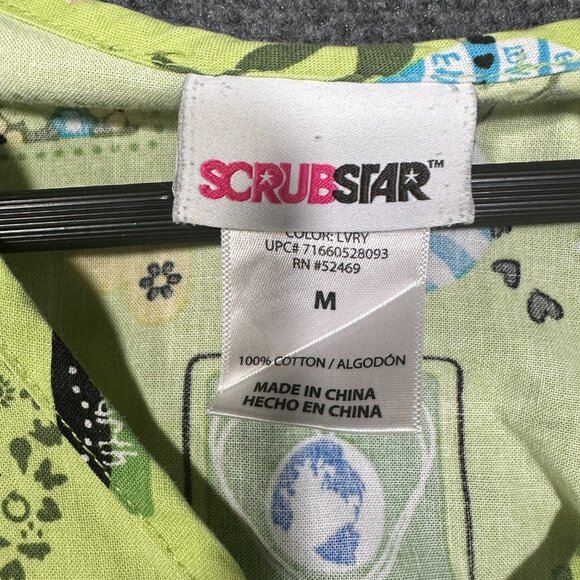 SCRUBSTAR™
COLOR: LVRY
UPC# 71660528093
RN #52469
M
100% COTTON / ALGODÓN
MADE IN CHINA
HECHO EN CHINA